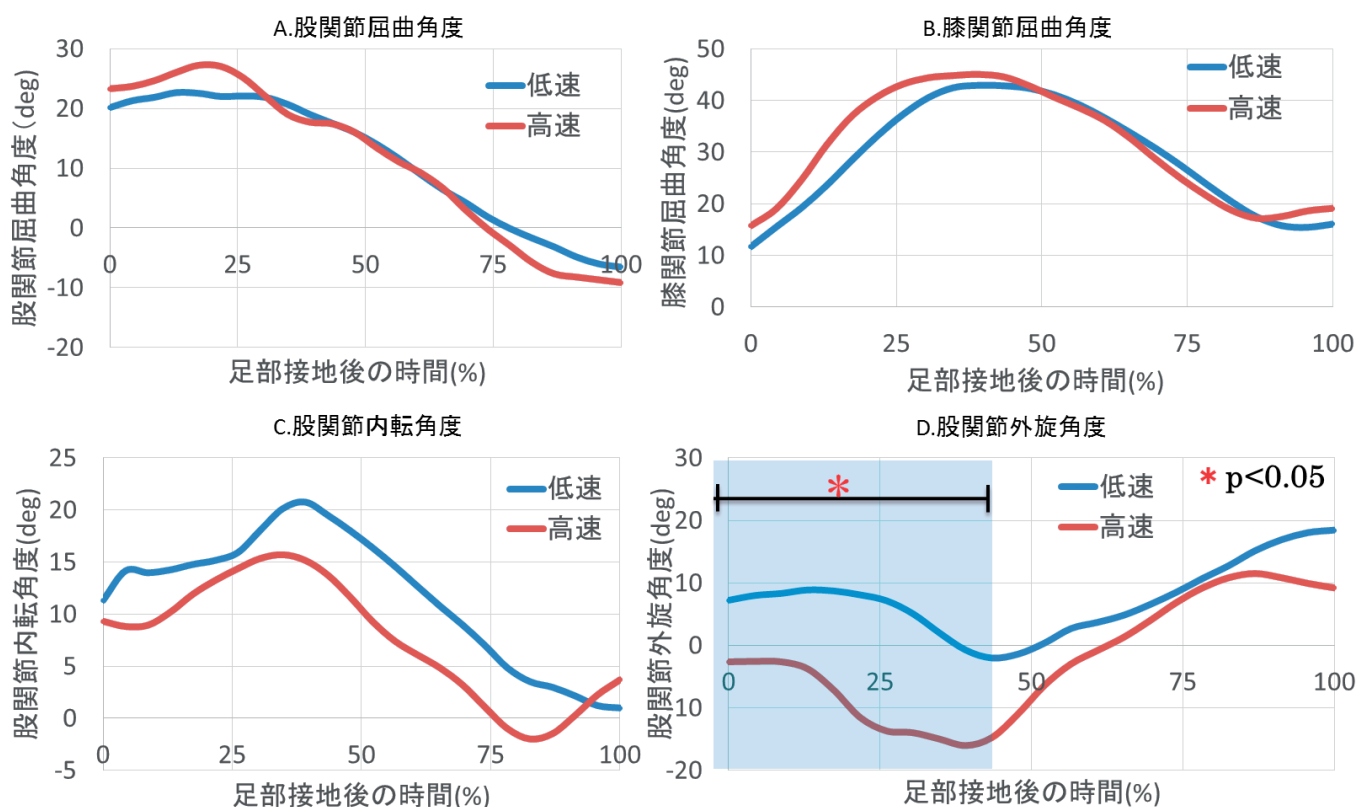 A.股関節屈曲角度
股関節屈曲角度(deg)
30
20
10
0
-10
-20
低速
高速
0 25 50 75 100
足部接地後の時間(%)
B.膝関節屈曲角度
膝関節屈曲角度(deg)
50
40
30
20
10
0
低速
高速
0 25 50 75 100
足部接地後の時間(%)
C.股関節内転角度
股関節内転角度(deg)
25
20
15
10
5
0
-5
低速
高速
0 25 50 75 100
足部接地後の時間(%)
D.股関節外旋角度
股関節外旋角度(deg)
30
20
10
0
-10
-20
*
* p<0.05
低速
高速
0 25 50 75 100
足部接地後の時間(%)